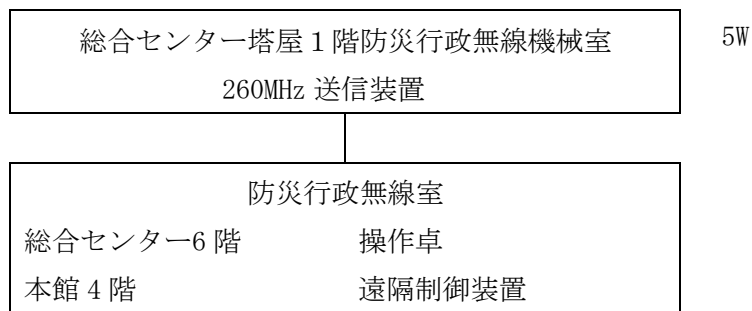 総合センター塔屋１階防災行政無線機械室 5W
260MHz 送信装置
防災行政無線室
総合センター6 階 操作卓
本館 4 階 遠隔制御装置